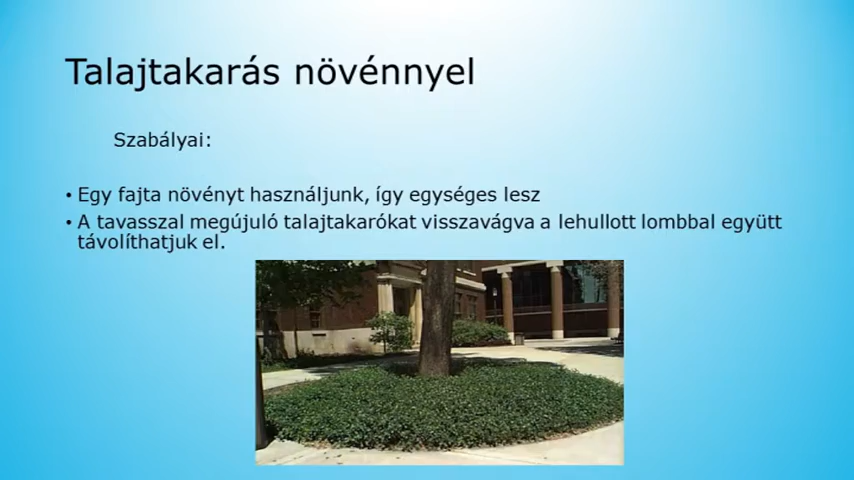 Talajtakarás növénnyel
Szabályai:
• Egy fajta növényt használjunk, így egységes lesz
• A tavasszal megújuló talajtakarókat visszavágva a lehullott lombbal együtt
távolíthatjuk el.